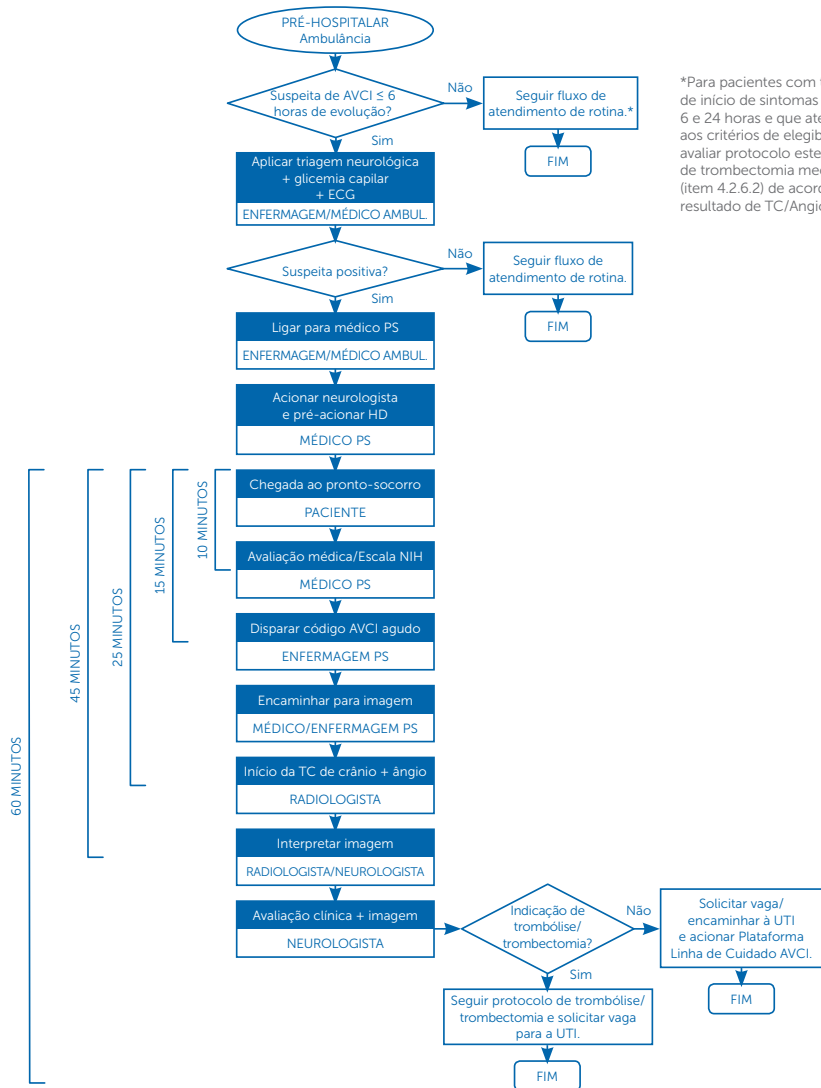 PRÉ-HOSPITALAR
Ambulância
Suspeita de AVCI ≤ 6
horas de evolução?
Não
Seguir fluxo de
atendimento de rotina.*
FIM
*Para pacientes com
de início de sintomas
6 e 24 horas e que
aos critérios de
avaliar protocolo
de trombectomia
(item 4.2.6.2) de
resultado de
Sim
Aplicar triagem neurológica
+ glicemia capilar
+ ECG
ENFERMAGEM/MÉDICO AMBUL.
Suspeita positiva?
Não
Seguir fluxo de
atendimento de rotina.
FIM
Sim
Ligar para médico PS
ENFERMAGEM/MÉDICO AMBUL.
Acionar neurologista
e pré-acionar HD
MÉDICO PS
Chegada ao pronto-socorro
PACIENTE
Avaliação médica/Escala NIH
MÉDICO PS
Disparar código AVCI agudo
ENFERMAGEM PS
Encaminhar para imagem
MÉDICO/ENFERMAGEM PS
Início da TC de crânio + ângio
RADIOLOGISTA
Interpretar imagem
RADIOLOGISTA/NEUROLOGISTA
Avaliação clínica + imagem
NEUROLOGISTA
60 MINUTOS
45 MINUTOS
25 MINUTOS
15 MINUTOS
10 MINUTOS
Indicação de
trombólise/
trombectomia?
Não
Solicitar vaga/
encaminhar à UTI
e acionar Plataforma
Linha de Cuidado AVCI.
FIM
Sim
Seguir protocolo de trombólise/
trombectomia e solicitar vaga
para a UTI.
FIM